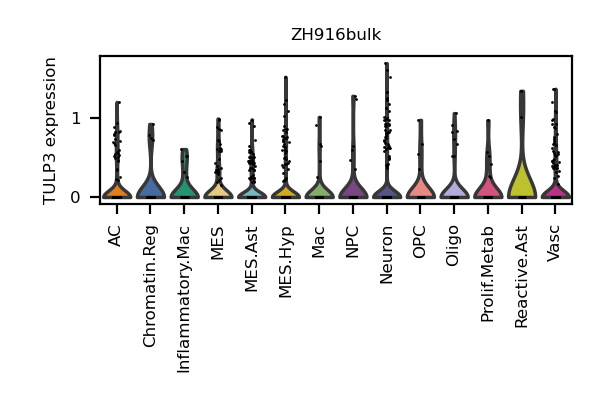 ZH916bulk
TULP3 expression
1
0
AC
Chromatin.Reg
Inflammatory.Mac
MES
MES.Ast
MES.Hyp
Mac
NPC
Neuron
OPC
Oligo
Prolif.Metab
Reactive.Ast
Vasc